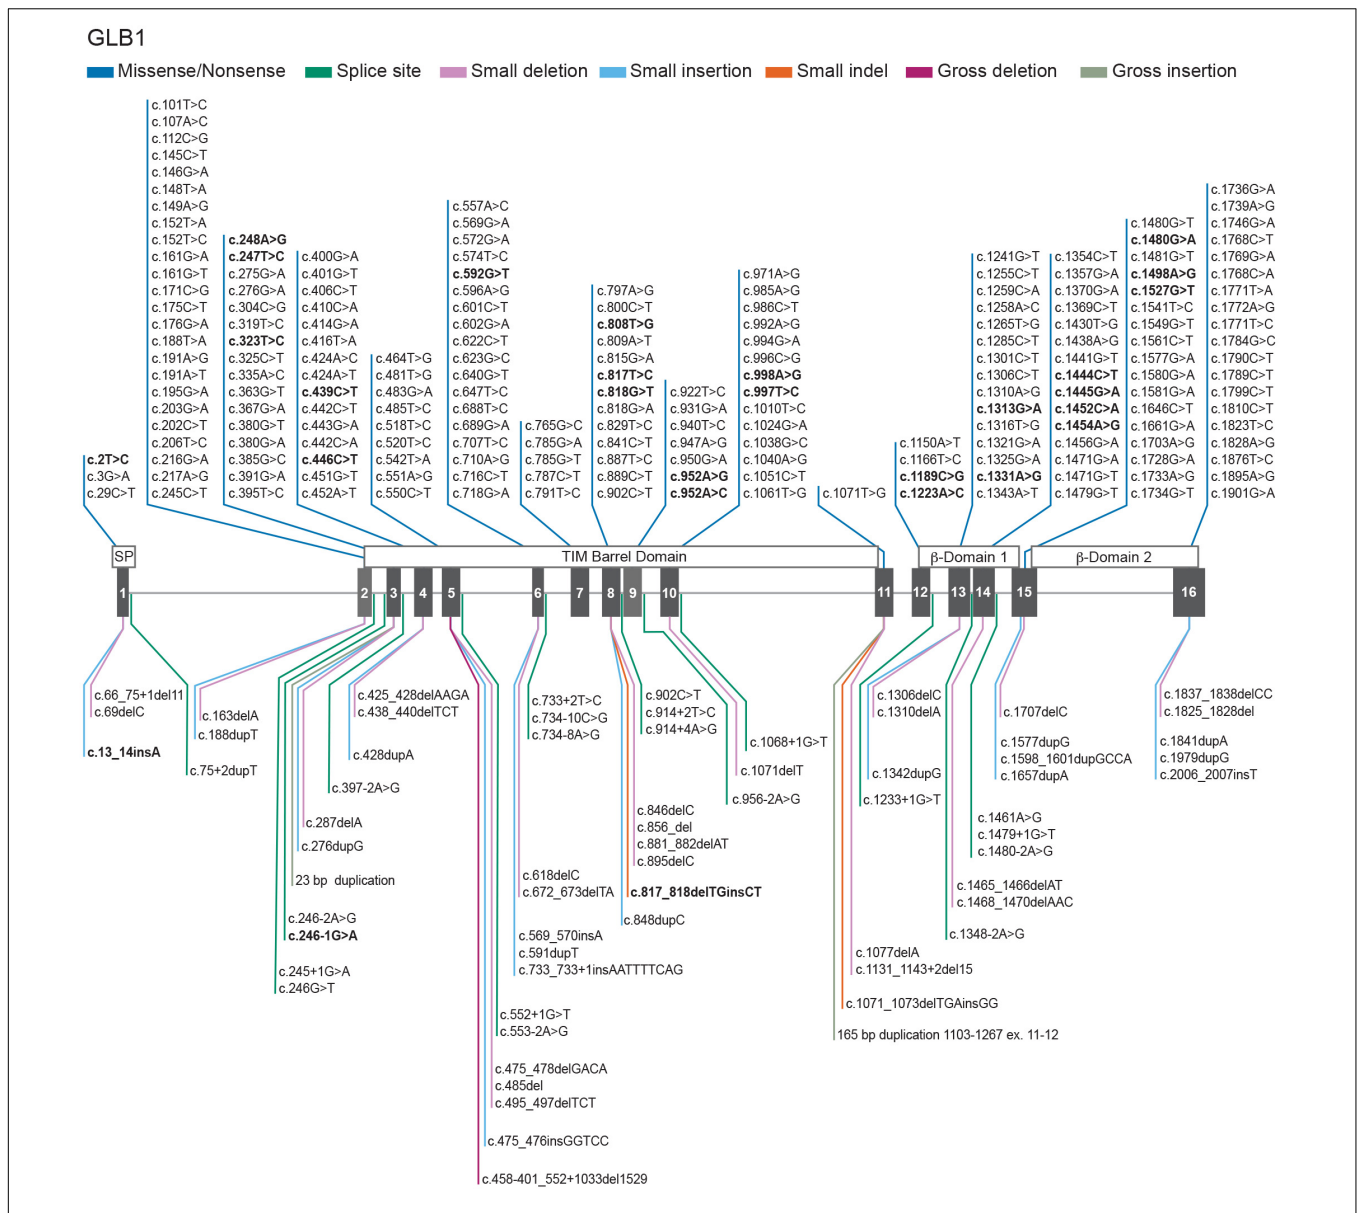 GLB1
Missense/Nonsense
Splice site
Small deletion
Small insertion
Small indel
Gross deletion
Gross insertion
c.2T>C
c.3G>A
c.29C>T
c.101T>C
c.107A>C
c.112C>G
c.145C>T
c.146G>A
c.148T>A
c.149A>G
c.152T>A
c.152T>C
c.161G>A
c.161G>T
c.171C>G
c.175C>T
c.176G>A
c.188T>A
c.191A>G
c.191A>T
c.195G>A
c.203G>A
c.202C>T
c.206T>C
c.216G>A
c.217A>G
c.245C>T
c.248A>G
c.247T>C
c.275G>A
c.276G>A
c.304C>G
c.319T>C
c.323T>C
c.325C>T
c.335A>C
c.363G>T
c.367G>A
c.380G>T
c.380G>A
c.385G>C
c.391G>A
c.395T>C
c.400G>A
c.401G>T
c.406C>T
c.410C>A
c.414G>A
c.416T>A
c.424A>C
c.424A>T
c.439C>T
c.442C>T
c.443G>A
c.442C>A
c.446C>T
c.451G>T
c.452A>T
c.464T>G
c.481T>G
c.483G>A
c.485T>C
c.518T>C
c.520T>C
c.542T>A
c.551A>G
c.550C>T
c.557A>C
c.569G>A
c.572G>A
c.574T>C
c.592G>T
c.596A>G
c.601C>T
c.602G>A
c.622C>T
c.623G>C
c.640G>T
c.647T>C
c.688T>C
c.689G>A
c.707T>C
c.710A>G
c.716C>T
c.718G>A
c.765G>C
c.785G>A
c.785G>T
c.787C>T
c.791T>C
c.797A>G
c.800C>T
c.808T>G
c.809A>T
c.815G>A
c.817T>C
c.818G>T
c.818G>A
c.829T>C
c.841C>T
c.887T>C
c.889C>T
c.902C>T
c.922T>C
c.931G>A
c.940T>C
c.947A>G
c.950G>A
c.952A>G
c.952A>C
c.971A>G
c.985A>G
c.986C>T
c.992A>G
c.994G>A
c.996C>G
c.998A>G
c.997T>C
c.1010T>C
c.1024G>A
c.1038G>C
c.1040A>G
c.1051C>T
c.1061T>G
c.1071T>G
c.1150A>T
c.1166T>C
c.1189C>G
c.1223A>C
c.1241G>T
c.1255C>T
c.1259C>A
c.1258A>C
c.1265T>G
c.1285C>T
c.1301C>T
c.1306C>T
c.1310A>G
c.1313G>A
c.1316T>G
c.1321G>A
c.1325G>A
c.1331A>G
c.1343A>T
c.1354C>T
c.1357G>A
c.1370G>A
c.1369C>T
c.1430T>G
c.1438A>G
c.1441G>T
c.1444C>T
c.1445G>A
c.1452C>A
c.1454A>G
c.1456G>A
c.1471G>A
c.1471G>T
c.1479G>T
c.1480G>T
c.1480G>A
c.1481G>T
c.1498A>G
c.1527G>T
c.1541T>C
c.1549G>T
c.1561C>T
c.1577G>A
c.1580G>A
c.1581G>A
c.1646C>T
c.1661G>A
c.1703A>G
c.1728G>A
c.1733A>G
c.1734G>T
c.1736G>A
c.1739A>G
c.1746G>A
c.1768C>T
c.1769G>A
c.1768C>A
c.1771T>A
c.1772A>G
c.1771T>C
c.1784G>C
c.1790C>T
c.1789C>T
c.1799C>T
c.1810C>T
c.1823T>C
c.1828A>G
c.1876T>C
c.1895A>G
c.1901G>A
SP
TIM Barrel Domain
β-Domain 1
β-Domain 2
1
2
3
4
5
6
7
8
9
10
11
12
13
14
15
16
c.66_75+1del11
c.69delC
c.13_14insA
c.75+2dupT
c.163delA
c.188dupT
c.425_428delAAGA
c.438_440delTCT
c.428dupA
c.397-2A>G
c.287delA
c.276dupG
23 bp duplication
c.246-2A>G
c.246-1G>A
c.245+1G>A
c.246G>T
c.733+2T>C
c.734-10C>G
c.734-8A>G
c.618delC
c.672_673delTA
c.569_570insA
c.591dupT
c.733_733+1insAATTTTCAG
c.552+1G>T
c.553-2A>G
c.475_478delGACA
c.485del
c.495_497delTCT
c.475_476insGGTCC
c.458-401_552+1033del1529
c.902C>T
c.914+2T>C
c.914+4A>G
c.846delC
c.856_del
c.881_882delAT
c.895delC
c.817_818delTGinsCT
c.848dupC
c.1068+1G>T
c.1071delT
c.956-2A>G
c.1306delC
c.1310delA
c.1342dupG
c.1233+1G>T
c.1077delA
c.1131_1143+2del15
c.1071_1073delTGAinsGG
165 bp duplication 1103-1267 ex. 11-12
c.1707delC
c.1577dupG
c.1598_1601dupGCCA
c.1657dupA
c.1461A>G
c.1479+1G>T
c.1480-2A>G
c.1465_1466delAT
c.1468_1470delAAC
c.1348-2A>G
c.1837_1838delCC
c.1825_1828del
c.1841dupA
c.1979dupG
c.2006_2007insT